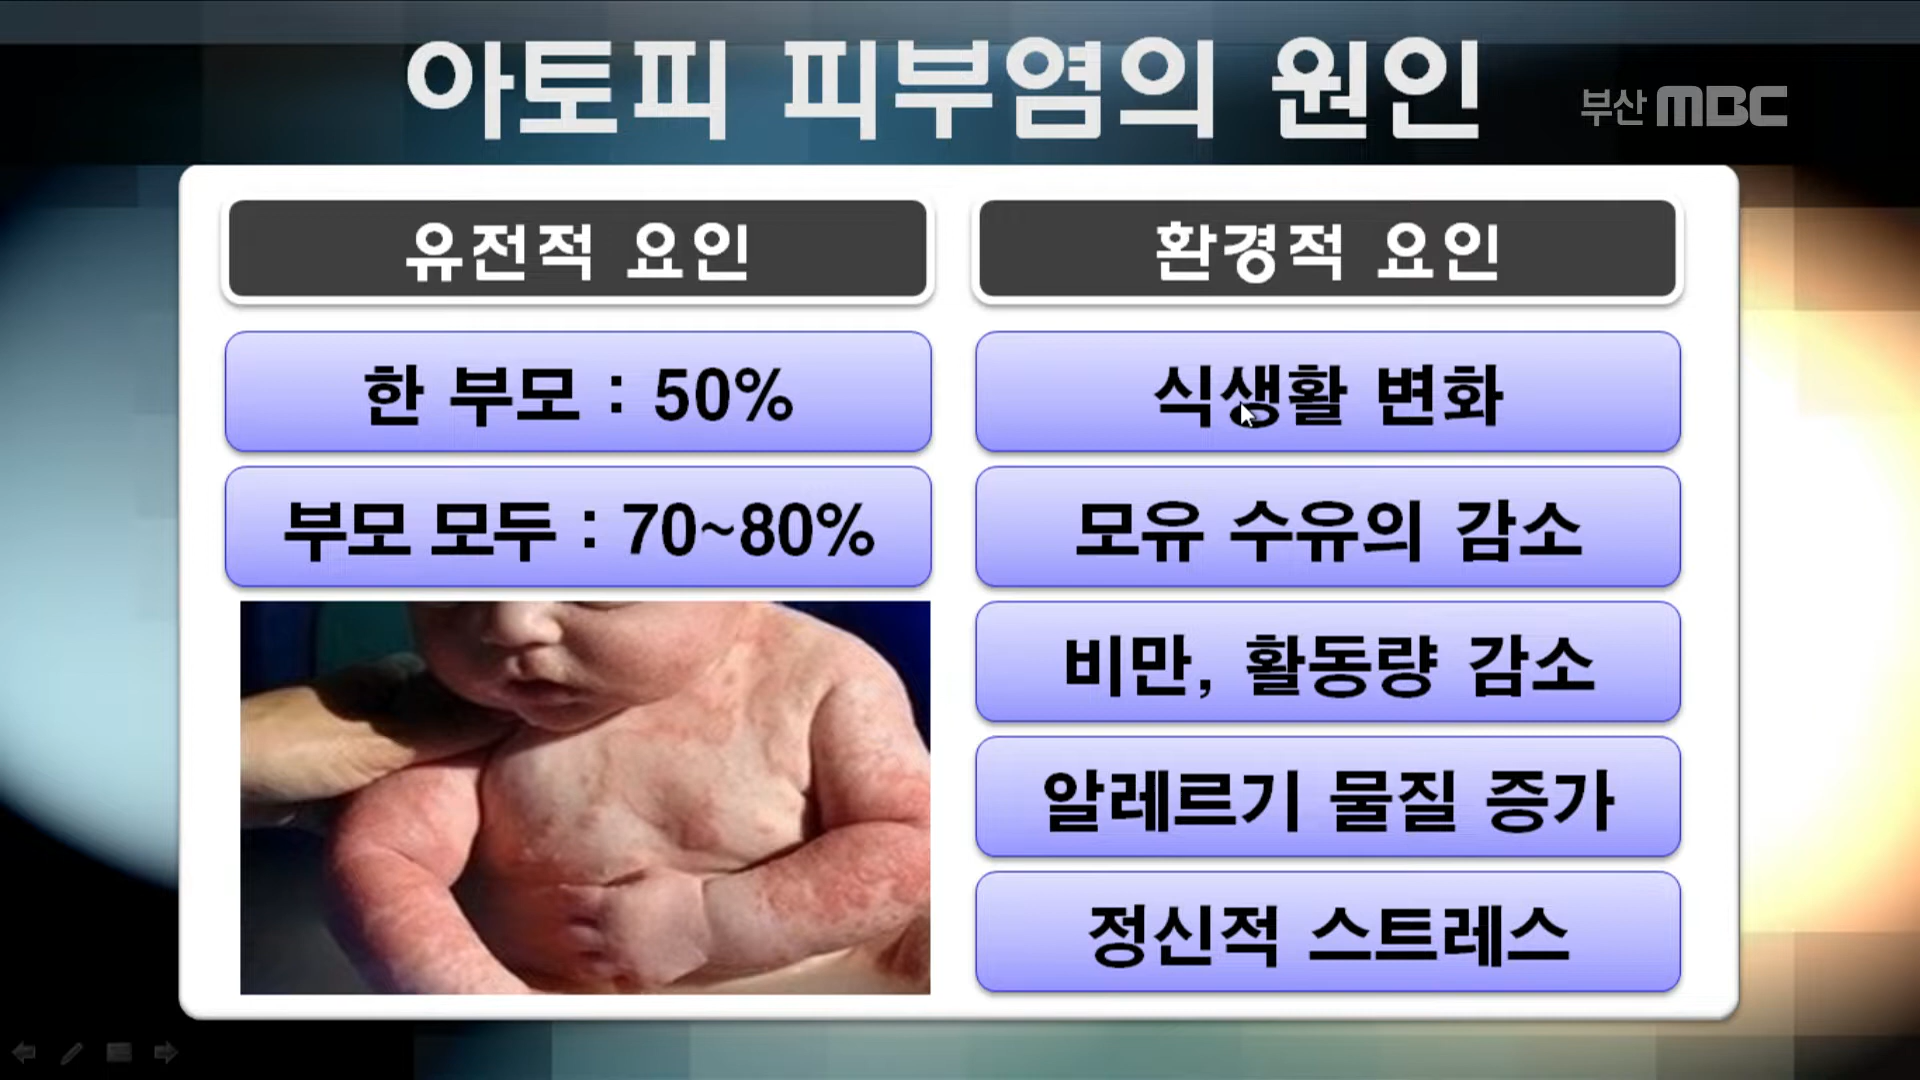 아토피 피부염의 원인
부산 MBC
유전적 요인
한 부모 : 50%
부모 모두 : 70~80%
환경적 요인
식생활 변화
모유 수유의 감소
비만, 활동량 감소
알레르기 물질 증가
정신적 스트레스